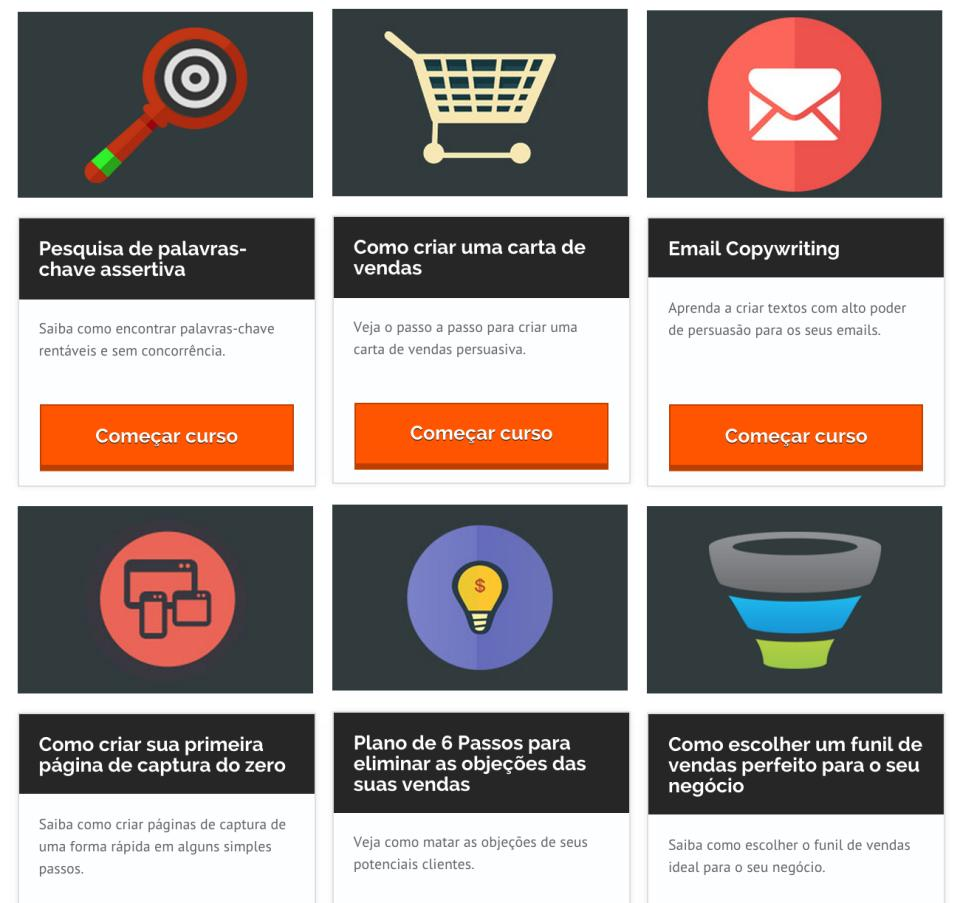 Pesquisa de palavras-
chave assertiva
Saiba como encontrar palavras-chave
rentáveis e sem concorrência.
Começar curso
Como criar uma carta de
vendas
Veja o passo a passo para criar uma
carta de vendas persuasiva.
Começar curso
Email Copywriting
Aprenda a criar textos com alto poder
de persuasão para os seus emails.
Começar curso
Como criar sua primeira
página de captura do zero
Saiba como criar páginas de captura de
uma forma rápida em alguns simples
passos.
$
Plano de 6 Passos para
eliminar as objeções das
suas vendas
Veja como matar as objeções de seus
potenciais clientes.
Como escolher um funil de
vendas perfeito para o seu
negócio
Saiba como escolher o funil de vendas
ideal para o seu negócio.